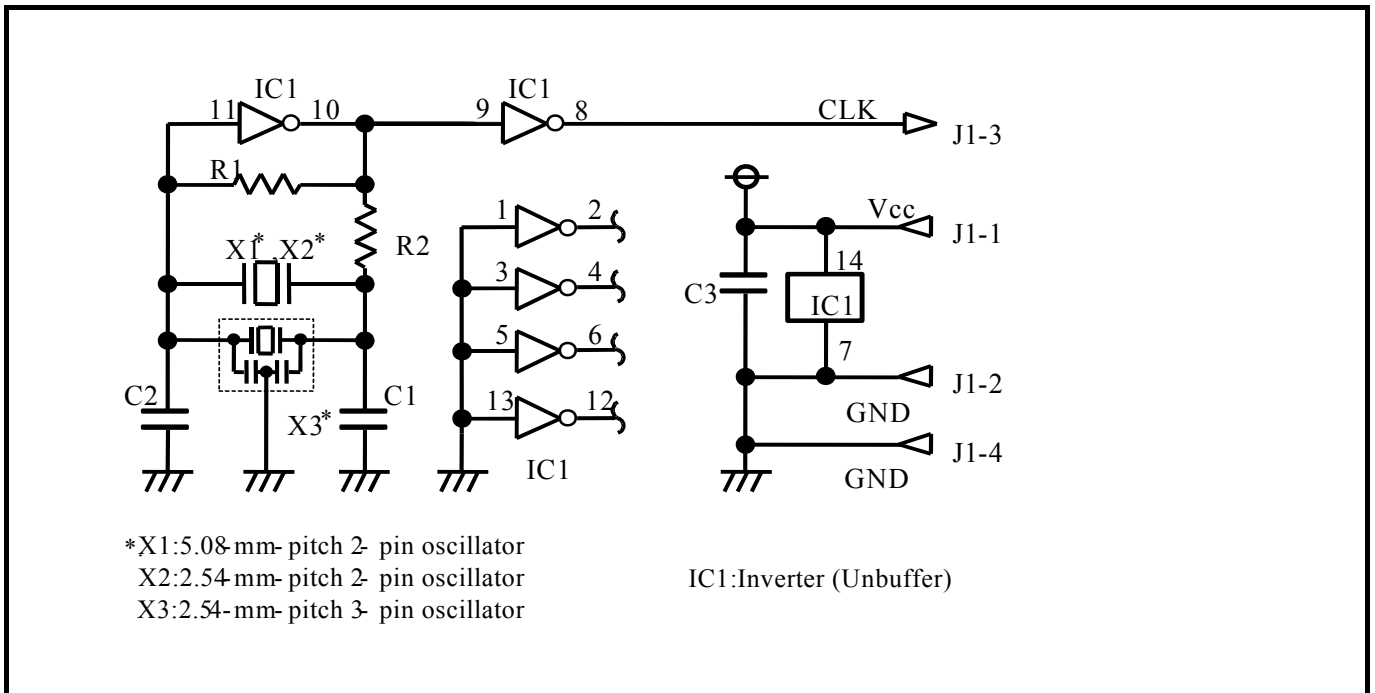 IC1 IC1
11 10 9 8 CLK
J1-3
R1
1 2 Vcc
J1-1
X1*,X2* R2
3 4 14
C3 IC1
5 6 7
C2 C1 13 12 J1-2
X3* GND
IC1 J1-4
GND
*X1:5.08-mm- pitch 2- pin oscillator
X2:2.54-mm-pitch 2- pin oscillator
X3:2.54-mm-pitch 3- pin oscillator
IC1:Inverter (Unbuffer)